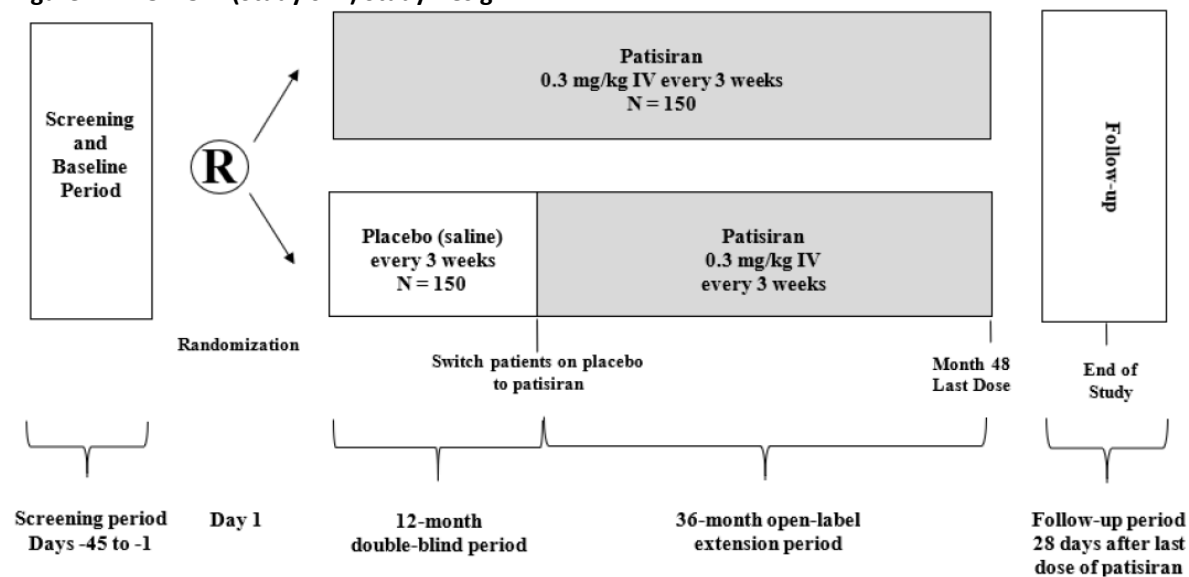 Patisiran
0.3 mg/kg IV every 3 weeks
N = 150
Screening
and
Baseline
Period
R
Follow-up
Placebo (saline)
every 3 weeks
N = 150
Patisiran
0.3 mg/kg IV
every 3 weeks
Randomization
Switch patients on placebo
to patisiran
Month 48
Last Dose
End of
Study
Screening period
Days -45 to -1
Day 1
12-month
double-blind period
36-month open-label
extension period
Follow-up period
28 days after last
dose of patisiran